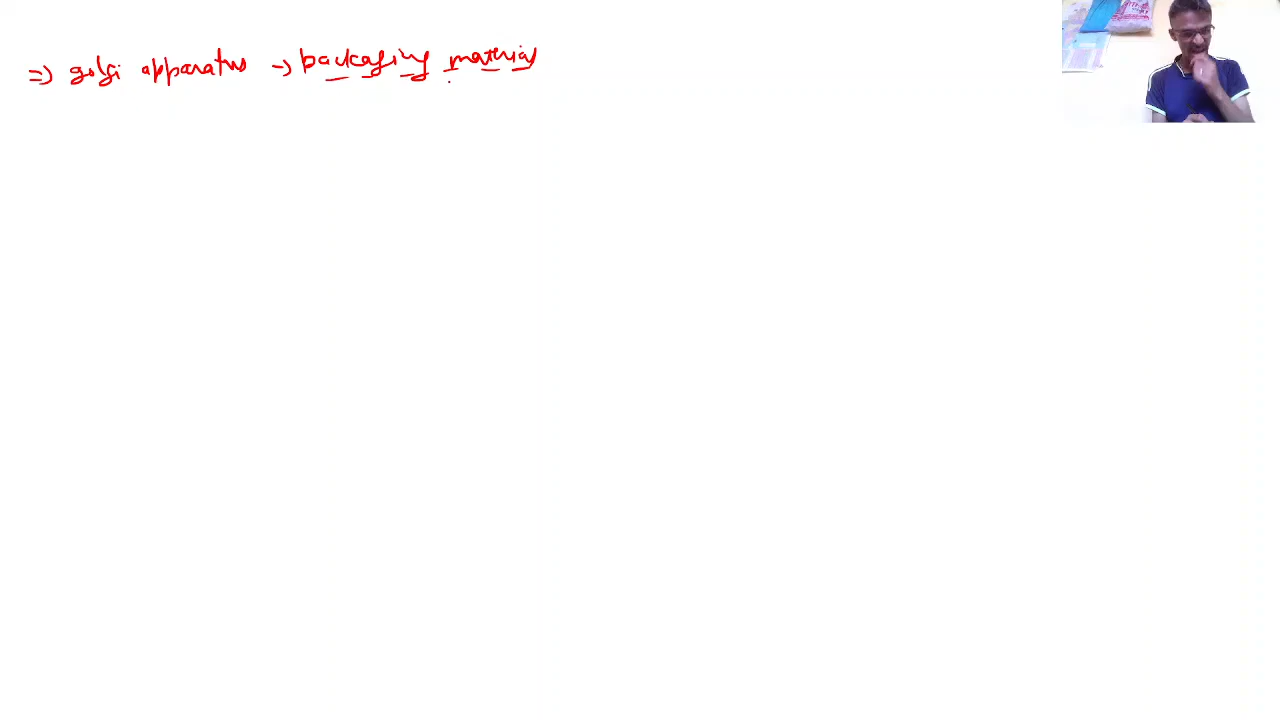 ⇒ golgi apparatus → packaging material